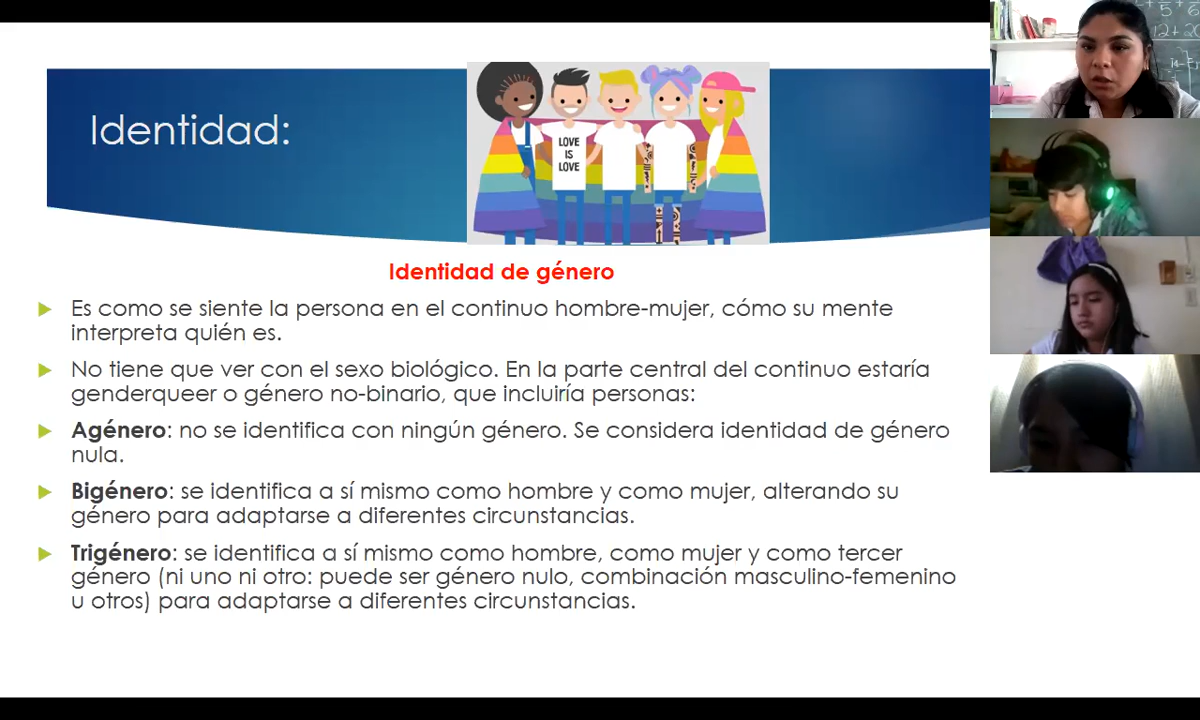 Identidad:
LOVE
IS
LOVE
Identidad de género
Es como se siente la persona en el continuo hombre-mujer, cómo su mente
interpreta quién es.
No tiene que ver con el sexo biológico. En la parte central del continuo estaría
genderqueer o género no-binario, que incluiría personas:
Agénero: no se identifica con ningún género. Se considera identidad de género
nula.
Bigénero: se identifica a sí mismo como hombre y como mujer, alterando su
género para adaptarse a diferentes circunstancias.
Trigénero: se identifica a sí mismo como hombre, como mujer y como tercer
género (ni uno ni otro: puede ser género nulo, combinación masculino-femenino
u otros) para adaptarse a diferentes circunstancias.